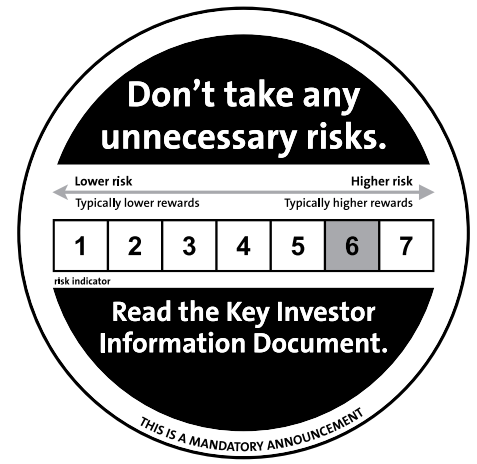 Don't take any
unnecessary risks.
Lower risk Higher risk
Typically lower rewards Typically higher rewards
1 2 3 4 5 6 7
risk indicator
Read the Key Investor
Information Document.
THIS IS A MANDATORY ANNOUNCEMENT